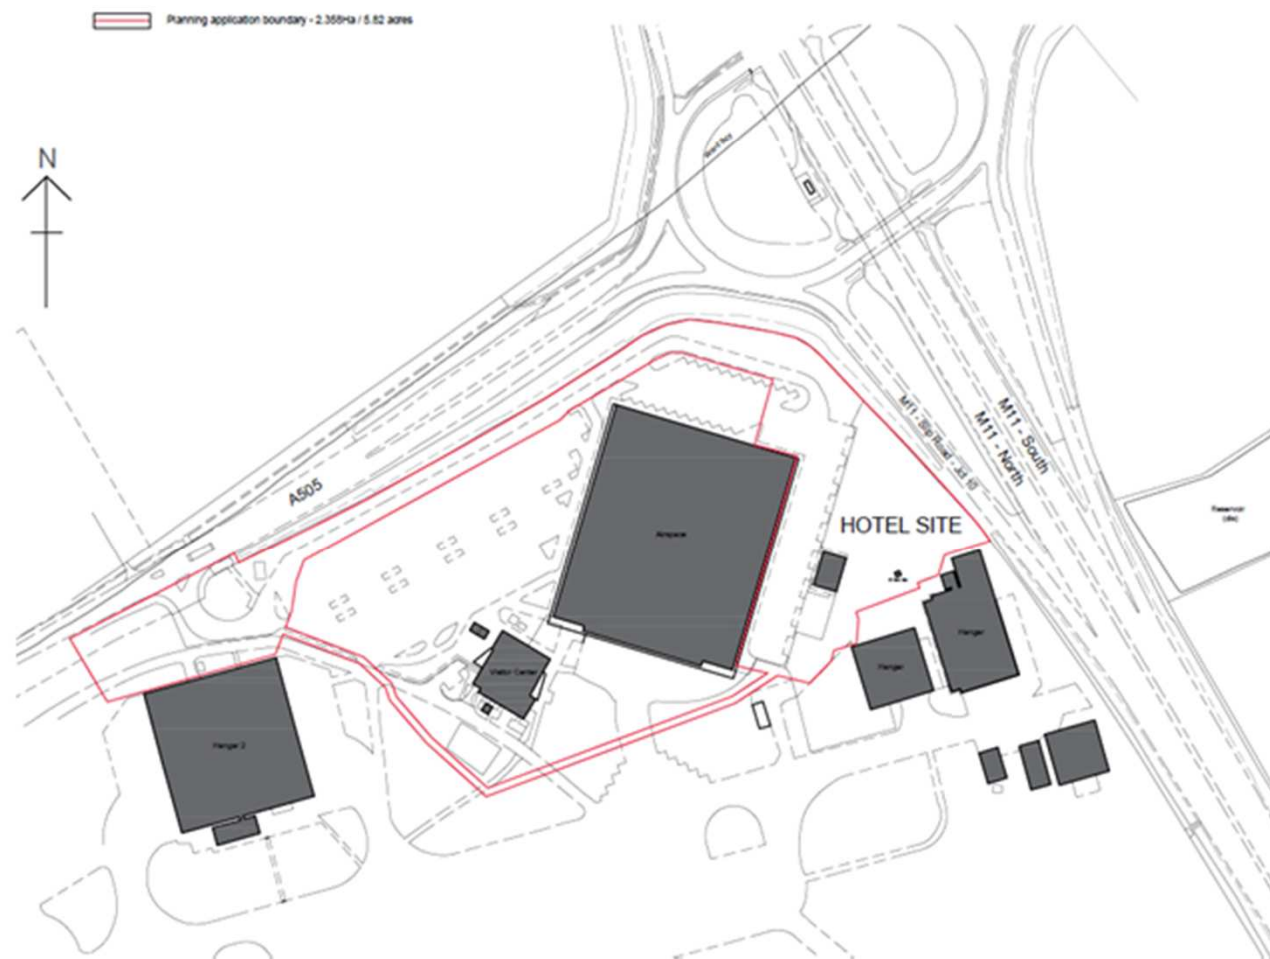 Planning application boundary - 2.358Ha / 5.82 acres
N
A505
M11 - Slip Road - Jct 10
M11 - North
M11 - South
Reservoir
HOTEL SITE
Airspace
Hangar
Hangar
Visitor Center
Hangar 2